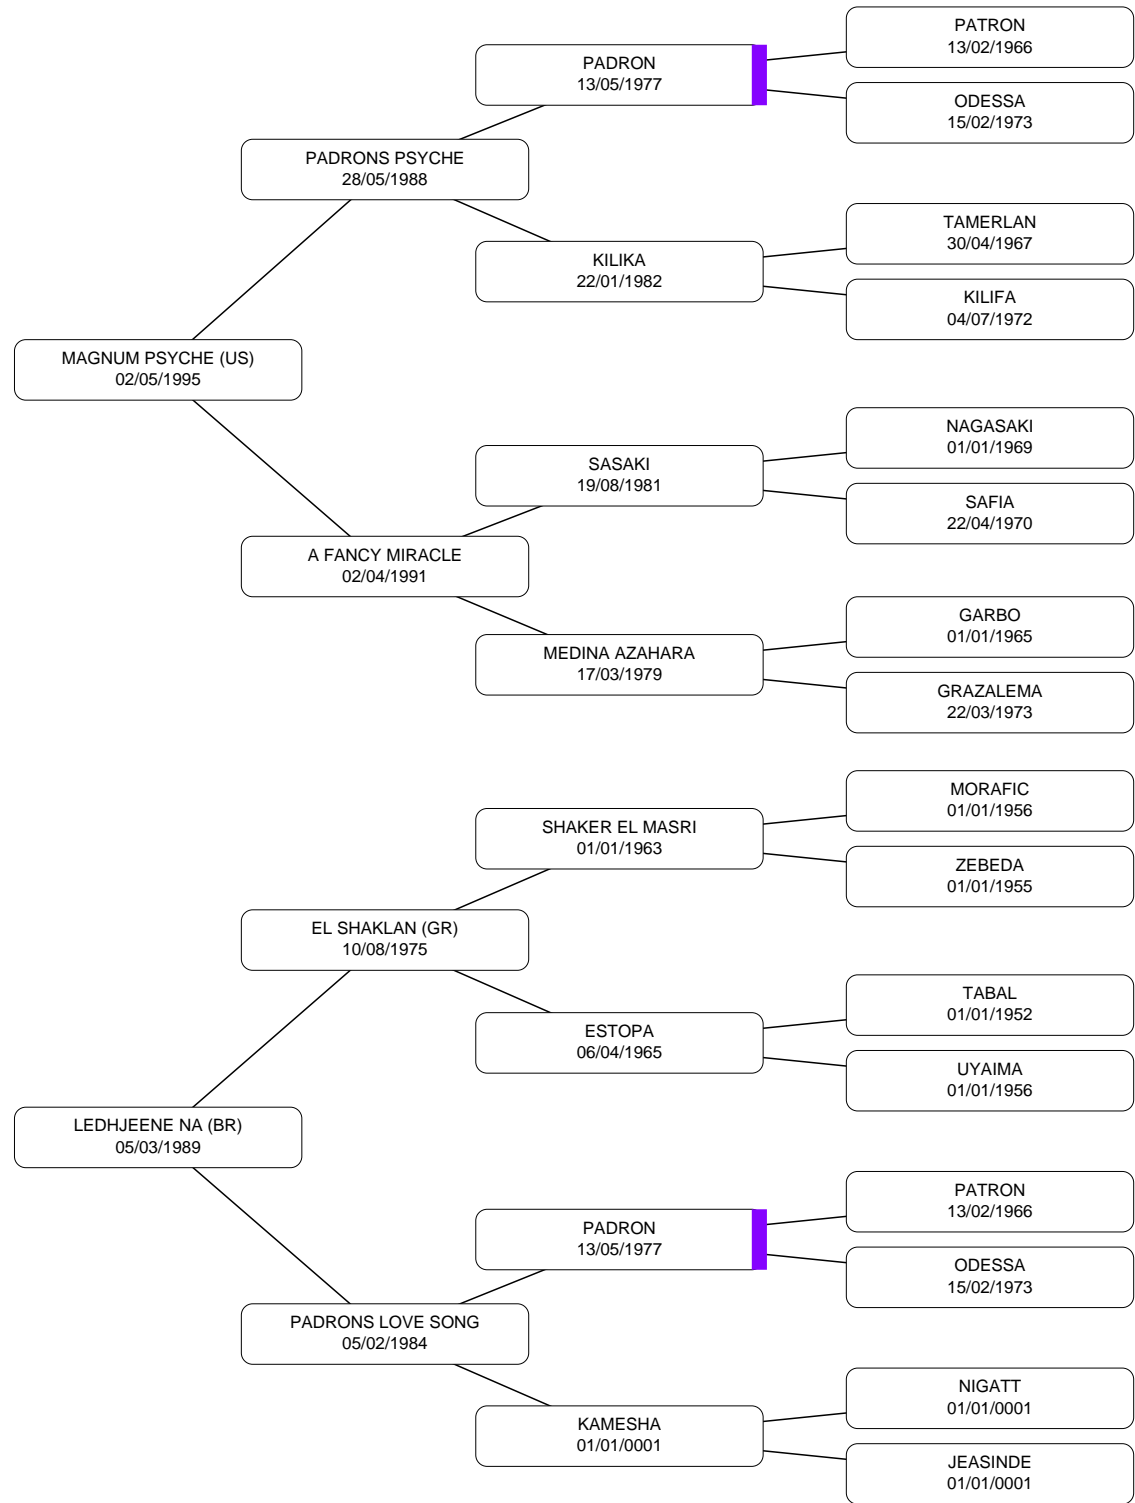 PATRON
13/02/1966
PADRON
13/05/1977
ODESSA
15/02/1973
PADRONS PSYCHE
28/05/1988
TAMERLAN
30/04/1967
KILIKA
22/01/1982
KILIFA
04/07/1972
MAGNUM PSYCHE (US)
02/05/1995
NAGASAKI
01/01/1969
SASAKI
19/08/1981
SAFIA
22/04/1970
A FANCY MIRACLE
02/04/1991
GARBO
01/01/1965
MEDINA AZAHARA
17/03/1979
GRAZALEMA
22/03/1973
MORAFIC
01/01/1956
SHAKER EL MASRI
01/01/1963
ZEBEDA
01/01/1955
EL SHAKLAN (GR)
10/08/1975
TABAL
01/01/1952
ESTOPA
06/04/1965
UYAIMA
01/01/1956
LEDHJEENE NA (BR)
05/03/1989
PATRON
13/02/1966
PADRON
13/05/1977
ODESSA
15/02/1973
PADRONS LOVE SONG
05/02/1984
NIGATT
01/01/0001
KAMESHA
01/01/0001
JEASINDE
01/01/0001